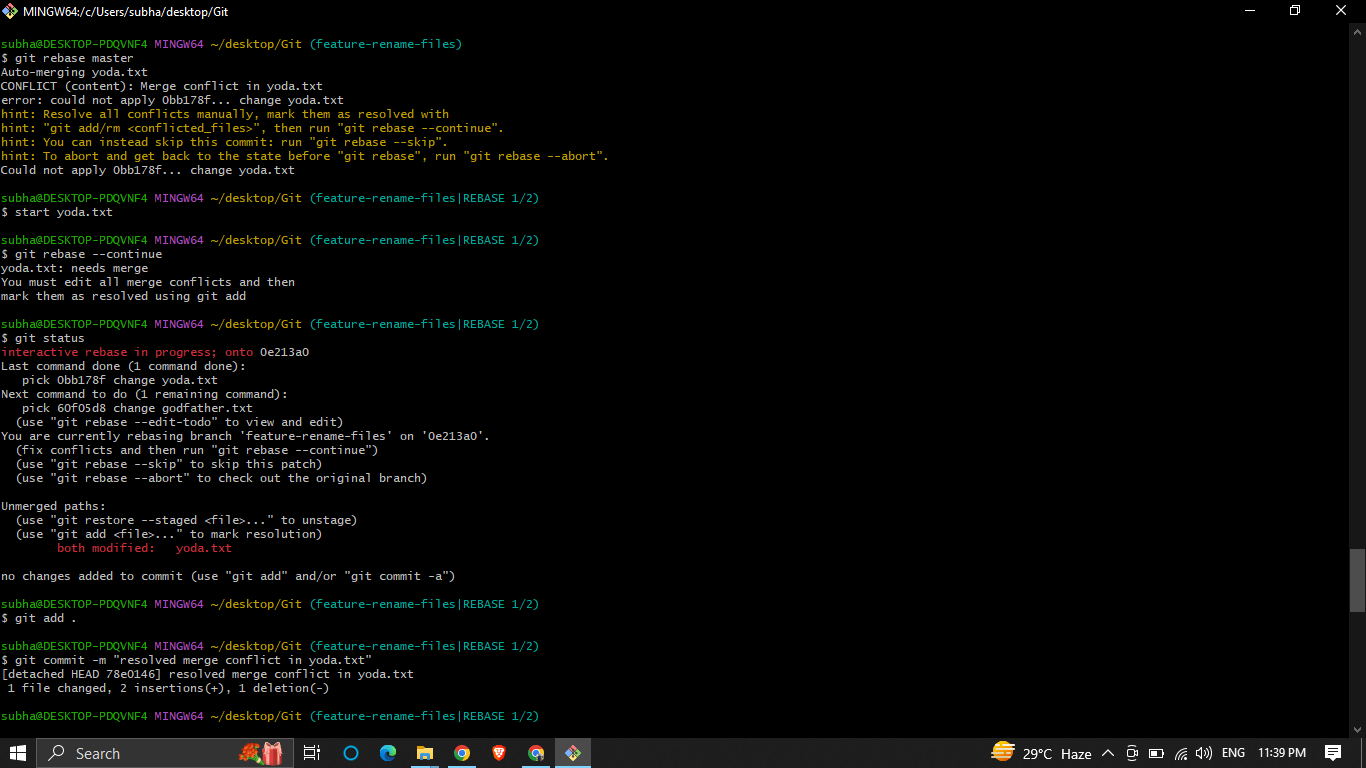 MINGW64:/c/Users/subha/desktop/Git
subha@DESKTOP-PDQVNF4 MINGW64 ~/desktop/Git (feature-rename-files)
$ git rebase master
Auto-merging yoda.txt
CONFLICT (content): Merge conflict in yoda.txt
error: could not apply 0bb178f... change yoda.txt
hint: Resolve all conflicts manually, mark them as resolved with
hint: "git add/rm <conflicted_files>", then run "git rebase --continue".
hint: You can instead skip this commit: run "git rebase --skip".
hint: To abort and get back to the state before "git rebase", run "git rebase --abort".
Could not apply 0bb178f... change yoda.txt
subha@DESKTOP-PDQVNF4 MINGW64 ~/desktop/Git (feature-rename-files|REBASE 1/2)
$ start yoda.txt
subha@DESKTOP-PDQVNF4 MINGW64 ~/desktop/Git (feature-rename-files|REBASE 1/2)
$ git rebase --continue
yoda.txt: needs merge
You must edit all merge conflicts and then
mark them as resolved using git add
subha@DESKTOP-PDQVNF4 MINGW64 ~/desktop/Git (feature-rename-files|REBASE 1/2)
$ git status
interactive rebase in progress; onto 0e213a0
Last command done (1 command done):
   pick 0bb178f change yoda.txt
Next command to do (1 remaining command):
   pick 60f05d8 change godfather.txt
  (use "git rebase --edit-todo" to view and edit)
You are currently rebasing branch 'feature-rename-files' on '0e213a0'.
  (fix conflicts and then run "git rebase --continue")
  (use "git rebase --skip" to skip this patch)
  (use "git rebase --abort" to check out the original branch)
Unmerged paths:
  (use "git restore --staged <file>..." to unstage)
  (use "git add <file>..." to mark resolution)
        both modified:   yoda.txt
no changes added to commit (use "git add" and/or "git commit -a")
subha@DESKTOP-PDQVNF4 MINGW64 ~/desktop/Git (feature-rename-files|REBASE 1/2)
$ git add .
subha@DESKTOP-PDQVNF4 MINGW64 ~/desktop/Git (feature-rename-files|REBASE 1/2)
$ git commit -m "resolved merge conflict in yoda.txt"
[detached HEAD 78e0146] resolved merge conflict in yoda.txt
 1 file changed, 2 insertions(+), 1 deletion(-)
subha@DESKTOP-PDQVNF4 MINGW64 ~/desktop/Git (feature-rename-files|REBASE 1/2)
Search 29°C Haze ENG 11:39 PM